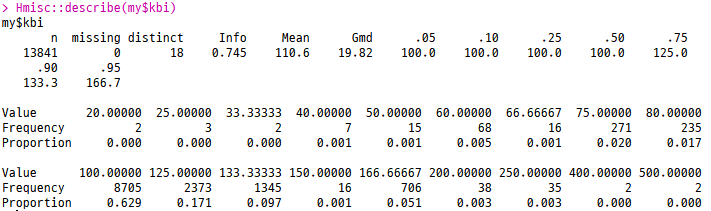 > Hmisc::describe(my$kbi)
my$kbi
n missing distinct Info Mean Gmd .05 .10 .25 .50 .75
13841 0 18 0.745 110.6 19.82 100.0 100.0 100.0 100.0 125.0
.90 .95
133.3 166.7
Value 20.00000 25.00000 33.33333 40.00000 50.00000 60.00000 66.66667 75.00000 80.00000
Frequency 2 3 2 7 15 68 16 271 235
Proportion 0.000 0.000 0.000 0.001 0.001 0.005 0.001 0.020 0.017
Value 100.00000 125.00000 133.33333 150.00000 166.66667 200.00000 250.00000 400.00000 500.00000
Frequency 8705 2373 1345 16 706 38 35 2 2
Proportion 0.629 0.171 0.097 0.001 0.051 0.003 0.003 0.000 0.000